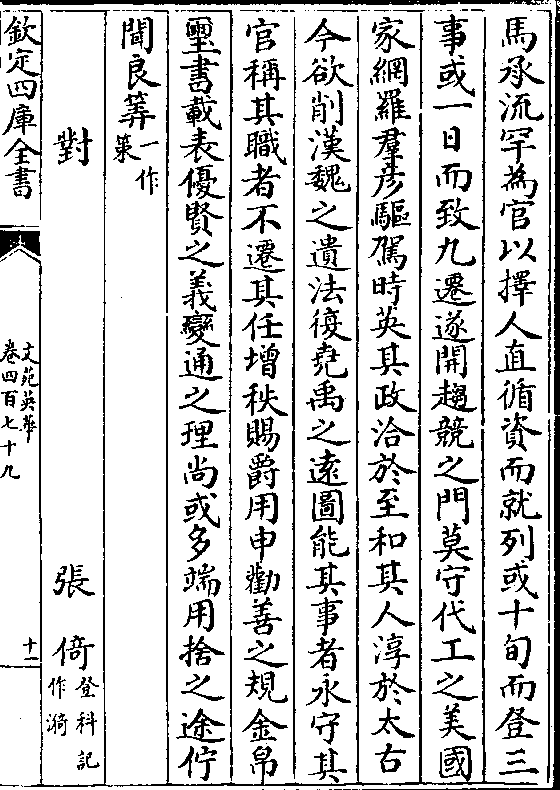 馬承流罕為官以擇人直循資而就列或十旬而登三
事或一日而致九遷遂開趨競之門莫守代工之美國
家網羅羣彦驅駕時英其政洽於至和其人淳於太古
今欲削漢魏之遺法復堯禹之遠圖能其事者永守其
官稱其職者不遷其任增秩賜爵用申勸善之規金帛
璽書載表優賢之義變通之理尚或多端用捨之途佇
聞良筭一作策
對 張倚登科記作漪
欽定四庫全書
文苑英華
卷四百七十九
十一